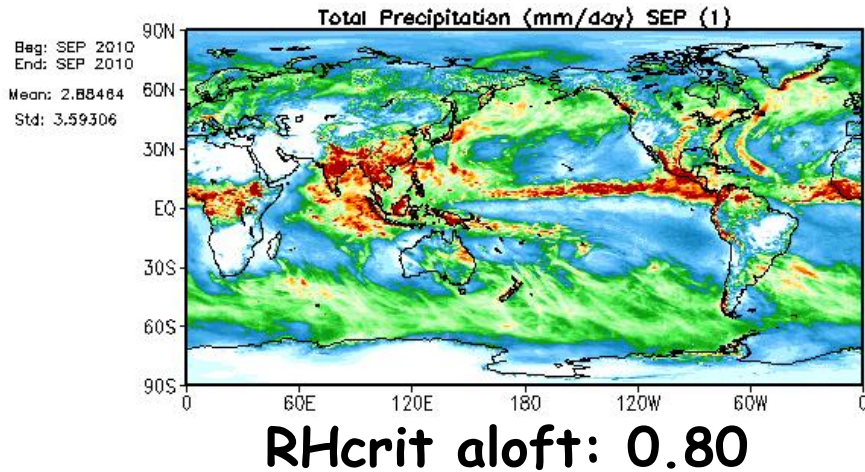 Total Precipitation (mm/day) SEP (1)
Beg: SEP 2010
End: SEP 2010
Mean: 2.88464
Std: 3.59306
90N
60N
30N
EQ
30S
60S
90S
0 60E 120E 180 120W 60W 0
RHcrit aloft: 0.80